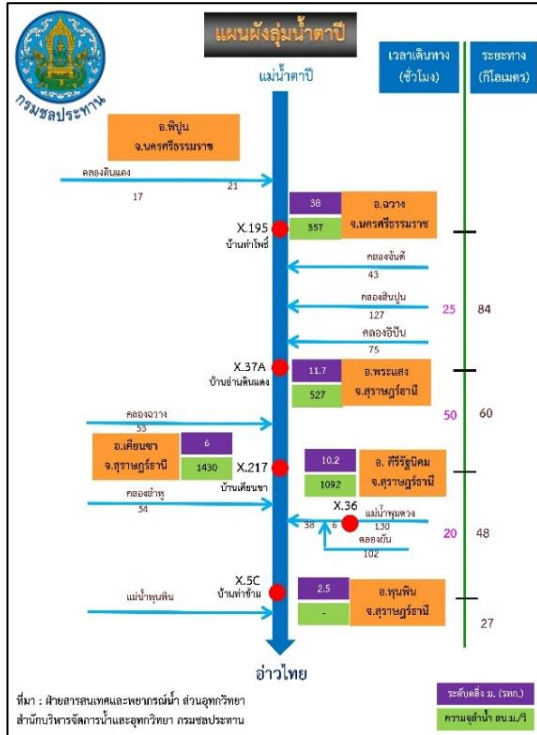 แผนผังลุ่มน้ำตาปี
แม่น้ำตาปี
เวลาเดินทาง
(ชั่วโมง)
ระยะทาง
(กิโลเมตร)
กรมชลประทาน
อ.พิปูน
จ.นครศรีธรรมราช
คลองดินแดง
17
21
X.195
บ้านท่าโพธิ์
38
357
อ.ฉวาง
จ.นครศรีธรรมราช
คลองจันดี
43
คลองสินปุน
127
25
84
คลองอิปัน
75
X.37A
บ้านย่านดินแดง
11.7
527
อ.พระแสง
จ.สุราษฎร์ธานี
50
60
คลองฉวาง
53
อ.เคียนซา
จ.สุราษฎร์ธานี
6
1430
X.217
บ้านเคียนซา
10.2
1092
อ. คีรีรัฐนิคม
จ.สุราษฎร์ธานี
คลองลำพู
54
X.36
แม่น้ำพุมดวง
38
6
130
คลองยัน
102
20
48
X.5C
บ้านท่าข้าม
2.5
-
อ.พุนพิน
จ.สุราษฎร์ธานี
แม่น้ำพุนพิน
27
อ่าวไทย
ที่มา : ฝ่ายสารสนเทศและพยากรณ์น้ำ ส่วนอุทกวิทยา
สำนักบริหารจัดการน้ำและอุทกวิทยา กรมชลประทาน
ระดับตลิ่ง ม. (รทก.)
ความจุลำน้ำ ลบ.ม./วิ